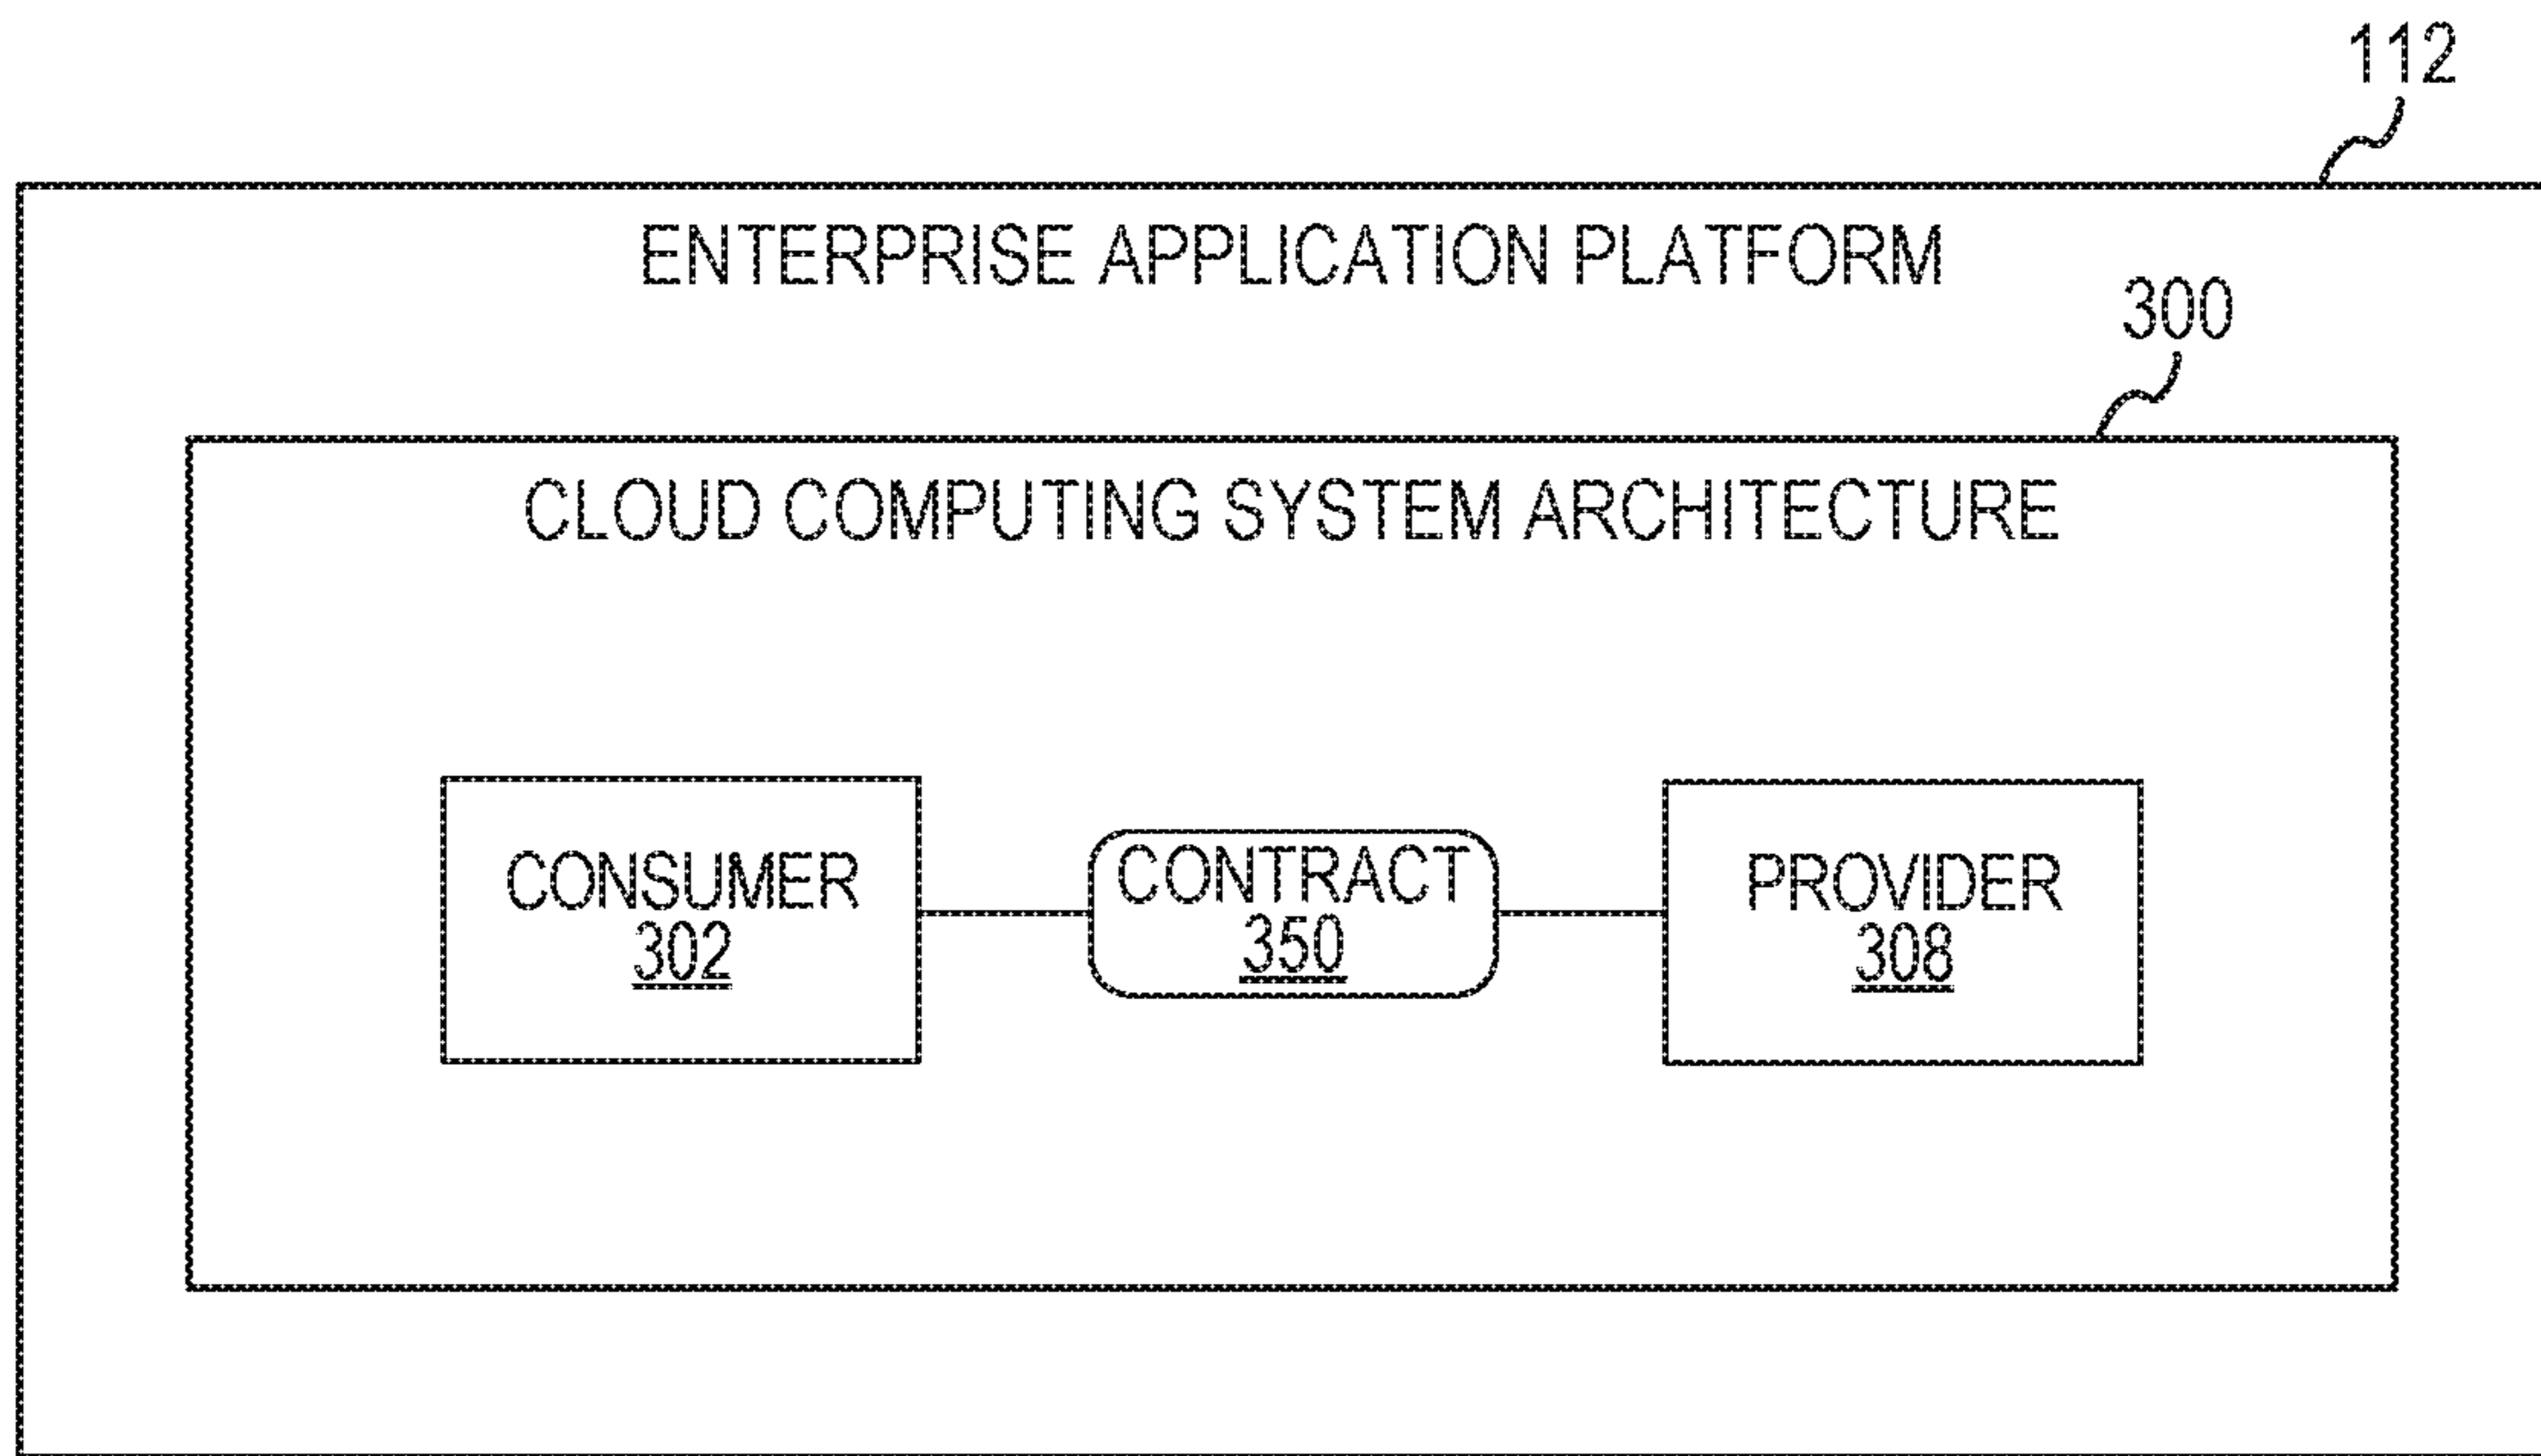 112
ENTERPRISE APPLICATION PLATFORM
300
CLOUD COMPUTING SYSTEM ARCHITECTURE
CONSUMER
302
CONTRACT
350
PROVIDER
308